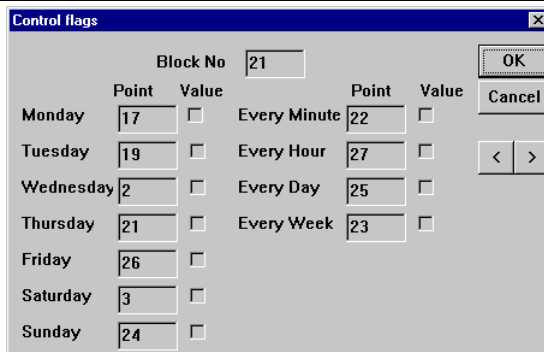 Control flags
Block No 21 OK
Point Value Point Value Cancel
Monday 17 Every Minute 22
Tuesday 19 Every Hour 27 < >
Wednesday 2 Every Day 25
Thursday 21 Every Week 23
Friday 26
Saturday 3
Sunday 24